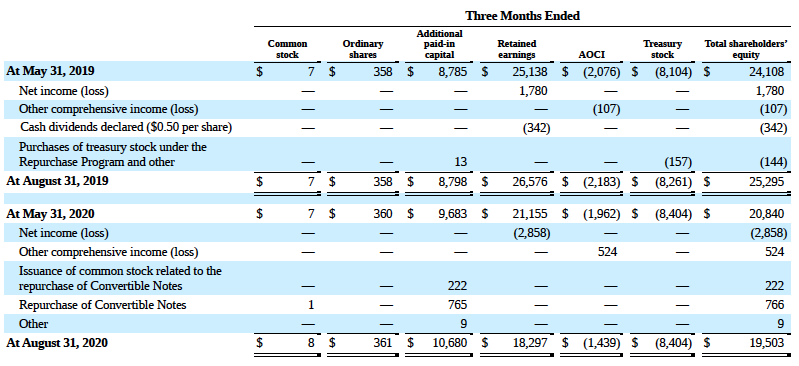 Three Months Ended
Common stock Ordinary shares Additional paid-in capital Retained earnings AOCI Treasury stock Total shareholders’ equity
At May 31, 2019 $ 7 $ 358 $ 8,785 $ 25,138 $ (2,076) $ (8,104) $ 24,108
Net income (loss) — — — 1,780 — — 1,780
Other comprehensive income (loss) — — — — (107) — (107)
Cash dividends declared ($0.50 per share) — — — (342) — — (342)
Purchases of treasury stock under the
Repurchase Program and other — — 13 — — (157) (144)
At August 31, 2019 $ 7 $ 358 $ 8,798 $ 26,576 $ (2,183) $ (8,261) $ 25,295
At May 31, 2020 $ 7 $ 360 $ 9,683 $ 21,155 $ (1,962) $ (8,404) $ 20,840
Net income (loss) — — — (2,858) — — (2,858)
Other comprehensive income (loss) — — — — 524 — 524
Issuance of common stock related to the
repurchase of Convertible Notes — — 222 — — — 222
Repurchase of Convertible Notes 1 — 765 — — — 766
Other — — 9 — — — 9
At August 31, 2020 $ 8 $ 361 $ 10,680 $ 18,297 $ (1,439) $ (8,404) $ 19,503